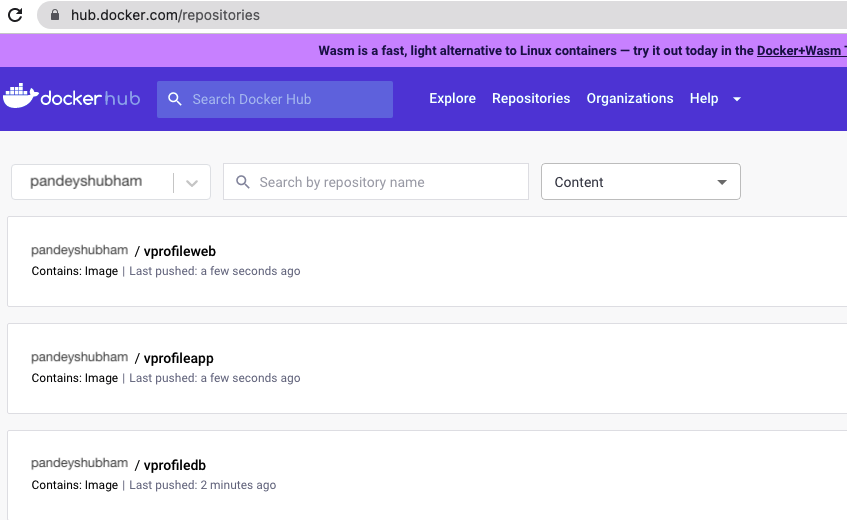 hub.docker.com/repositories
Wasm is a fast, light alternative to Linux containers — try it out today in the Docker+Wasm
dockerhub Search Docker Hub Explore Repositories Organizations Help
pandeyshubham Search by repository name Content
pandeyshubham / vprofileweb
Contains: Image | Last pushed: a few seconds ago
pandeyshubham / vprofileapp
Contains: Image | Last pushed: a few seconds ago
pandeyshubham / vprofiledb
Contains: Image | Last pushed: 2 minutes ago